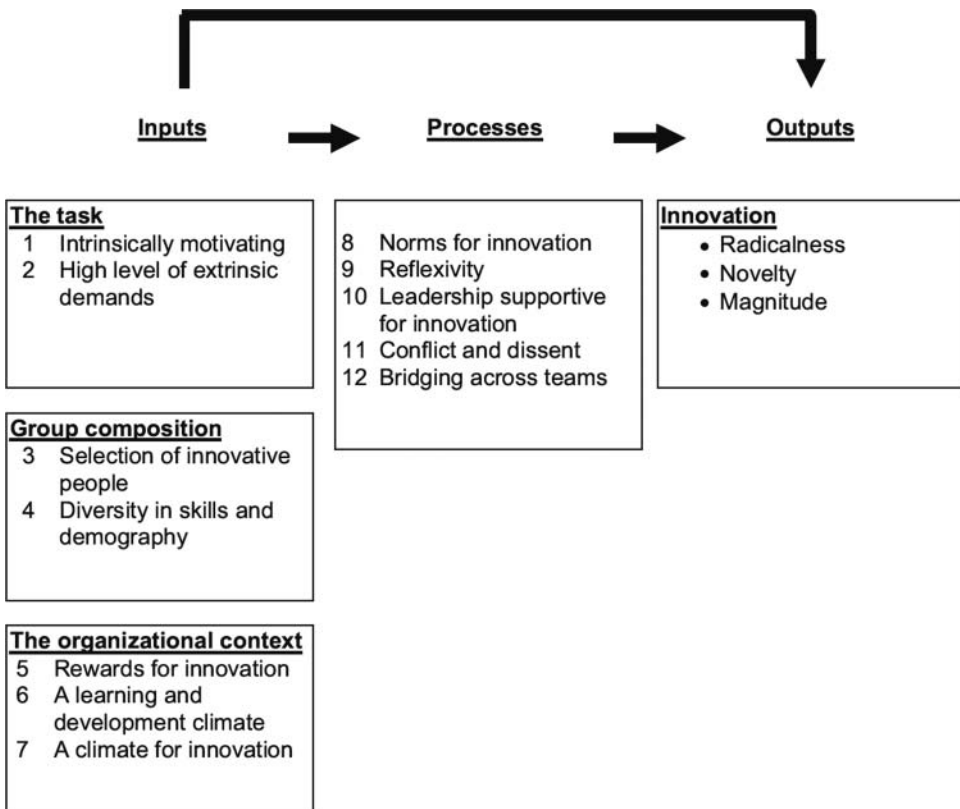 Inputs
Processes
Outputs
The task
1 Intrinsically motivating
2 High level of extrinsic
demands
Group composition
3 Selection of innovative
people
4 Diversity in skills and
demography
The organizational context
5 Rewards for innovation
6 A learning and
development climate
7 A climate for innovation
8 Norms for innovation
9 Reflexivity
10 Leadership supportive
for innovation
11 Conflict and dissent
12 Bridging across teams
Innovation
• Radicalness
• Novelty
• Magnitude